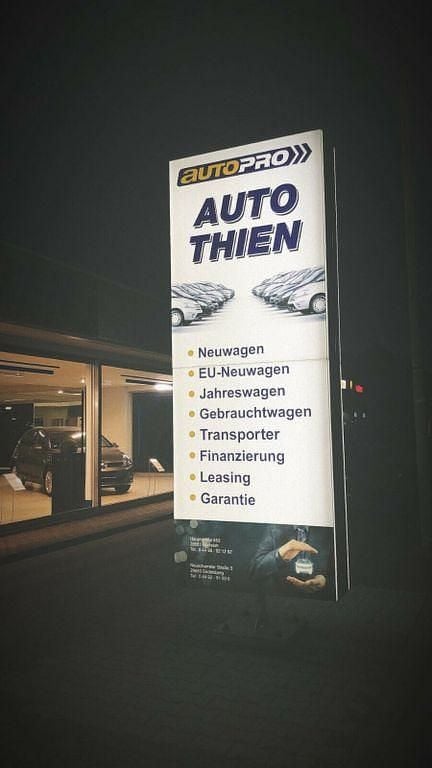 AUTOPRO
AUTO
THIEN
Neuwagen
EU-Neuwagen
Jahreswagen
Gebrauchtwagen
Transporter
Finanzierung
Leasing
Garantie